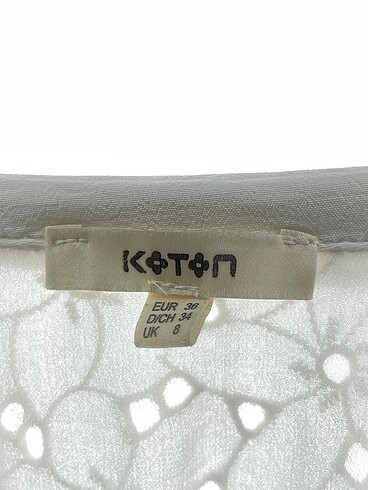 KOTON
EUR 36
D/CH 34
UK 8